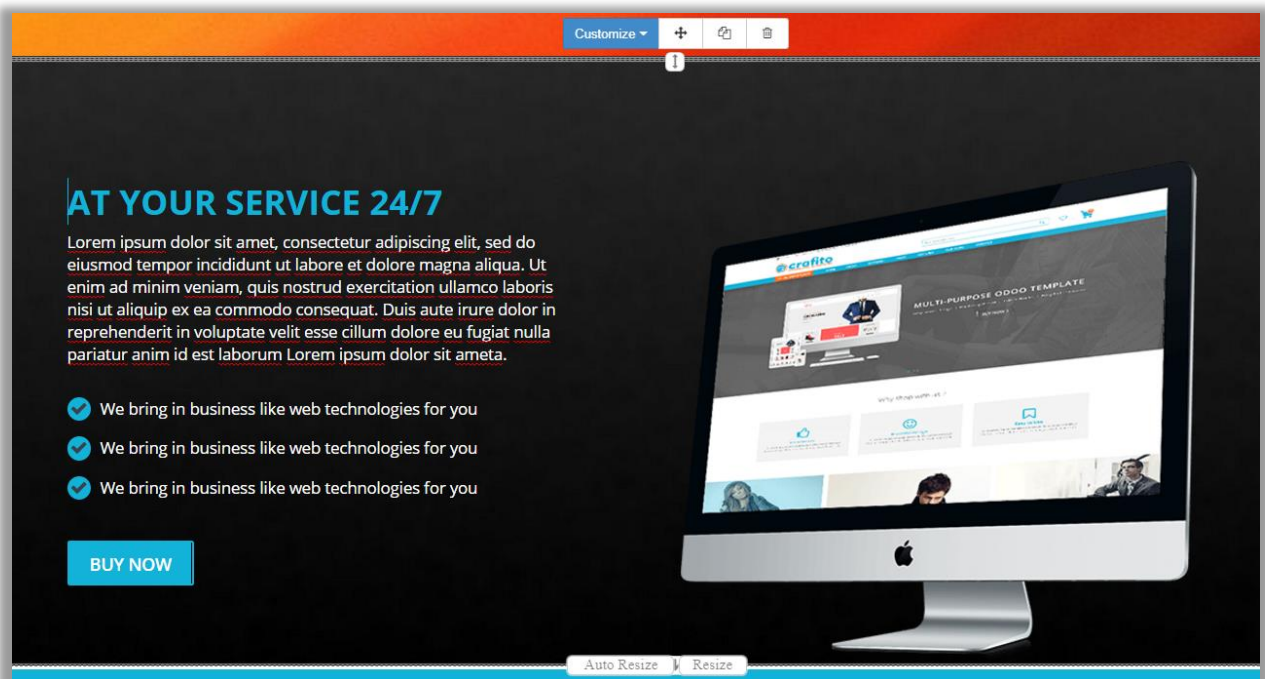 Customize
AT YOUR SERVICE 24/7
Lorem ipsum dolor sit amet, consectetur adipiscing elit, sed do
eiusmod tempor incididunt ut labore et dolore magna aliqua. Ut
enim ad minim veniam, quis nostrud exercitation ullamco laboris
nisi ut aliquip ex ea commodo consequat. Duis aute irure dolor in
reprehenderit in voluptate velit esse cillum dolore eu fugiat nulla
pariatur anim id est laborum Lorem ipsum dolor sit ameta.
We bring in business like web technologies for you
We bring in business like web technologies for you
We bring in business like web technologies for you
BUY NOW
crafito
MULTI-PURPOSE ODOO TEMPLATE
Why shop with us ?
Auto Resize
Resize